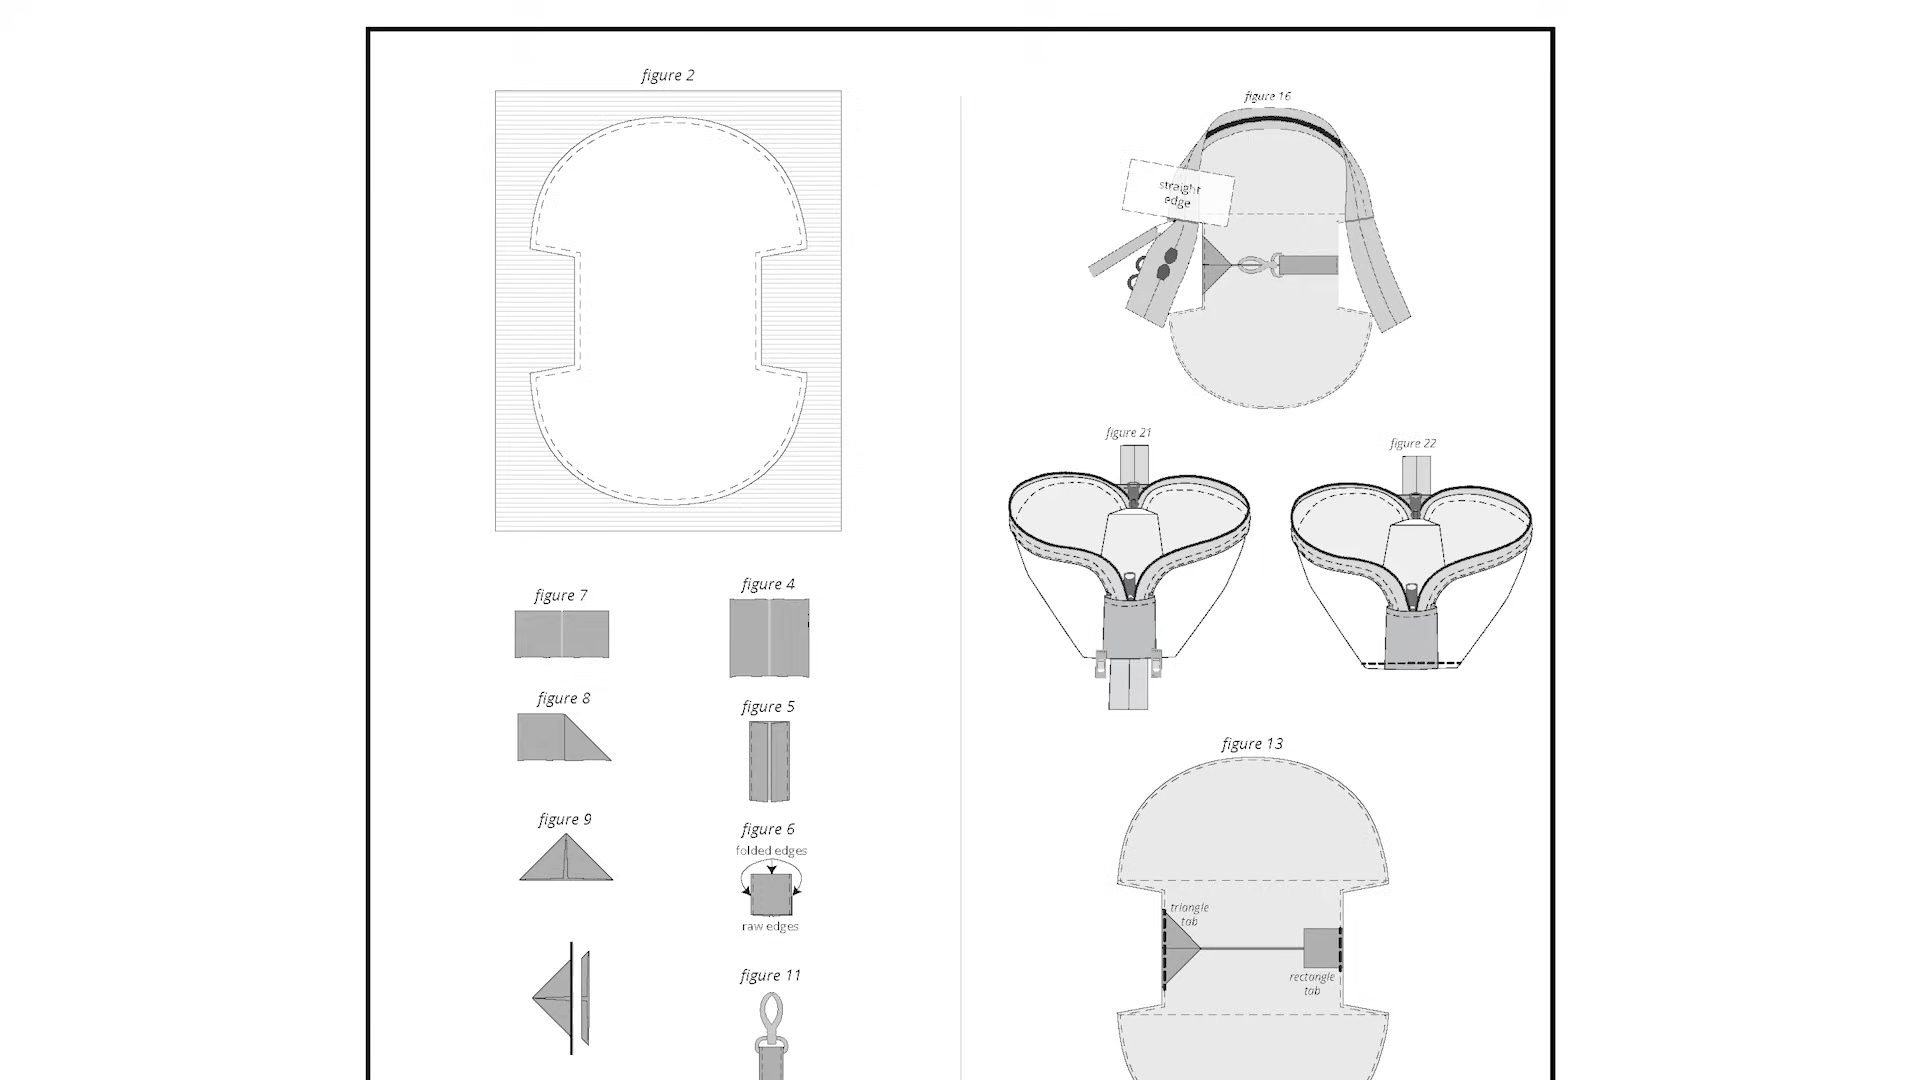 figure 2
figure 7
figure 4
figure 8
figure 5
figure 9
figure 6
folded edges
raw edges
figure 11
figure 16
straight
edge
figure 21
figure 22
figure 13
triangle
tab
rectangle
tab